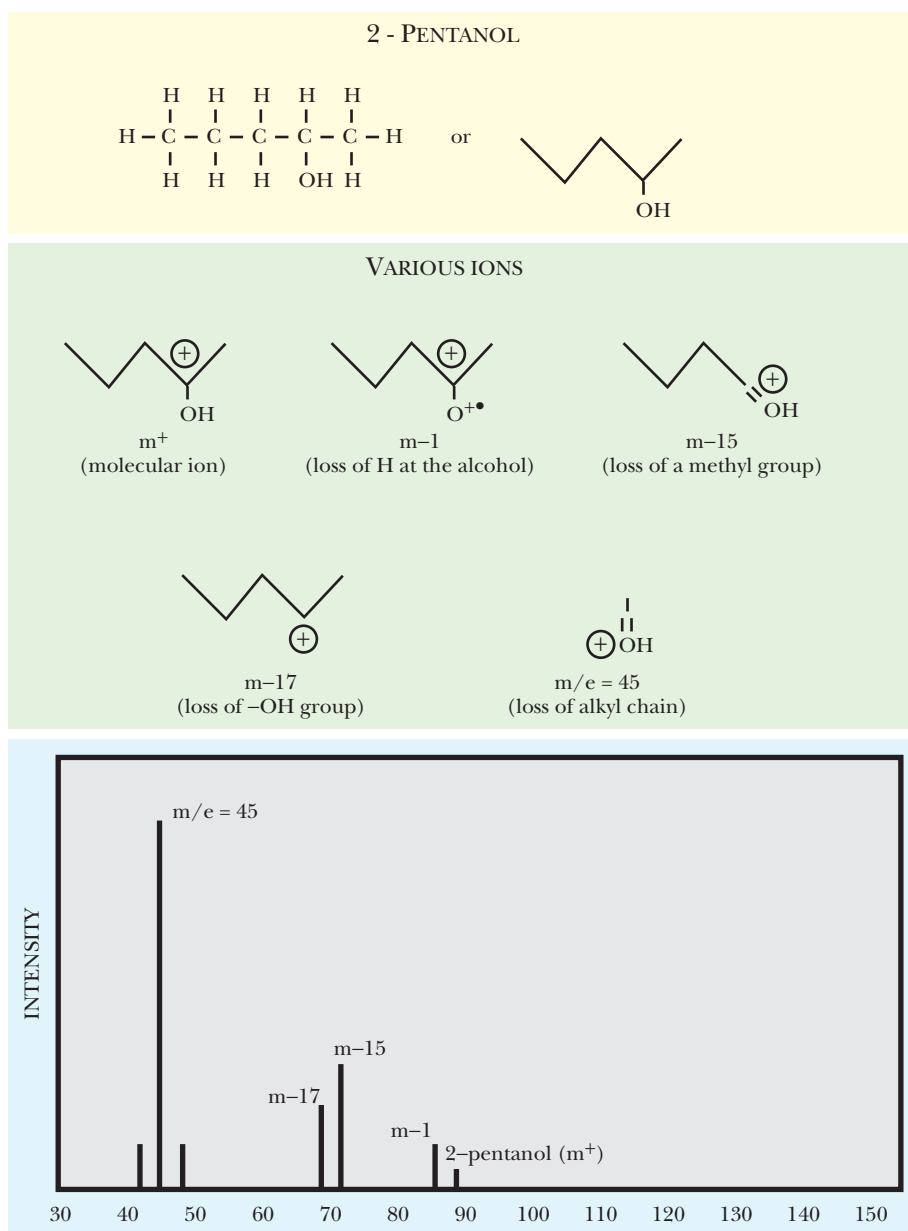 2 - PENTANOL
H H H H H
H – C – C – C – C – C – H
H H H OH H
or
OH
VARIOUS IONS
+
OH
m+
(molecular ion)
+
O+•
m–1
(loss of H at the alcohol)
+
OH
m–15
(loss of a methyl group)
+
m–17
(loss of –OH group)
+ OH
m/e = 45
(loss of alkyl chain)
INTENSITY
m/e = 45
m–15
m–17
m–1
2–pentanol (m+)
30 40 50 60 70 80 90 100 110 120 130 140 150